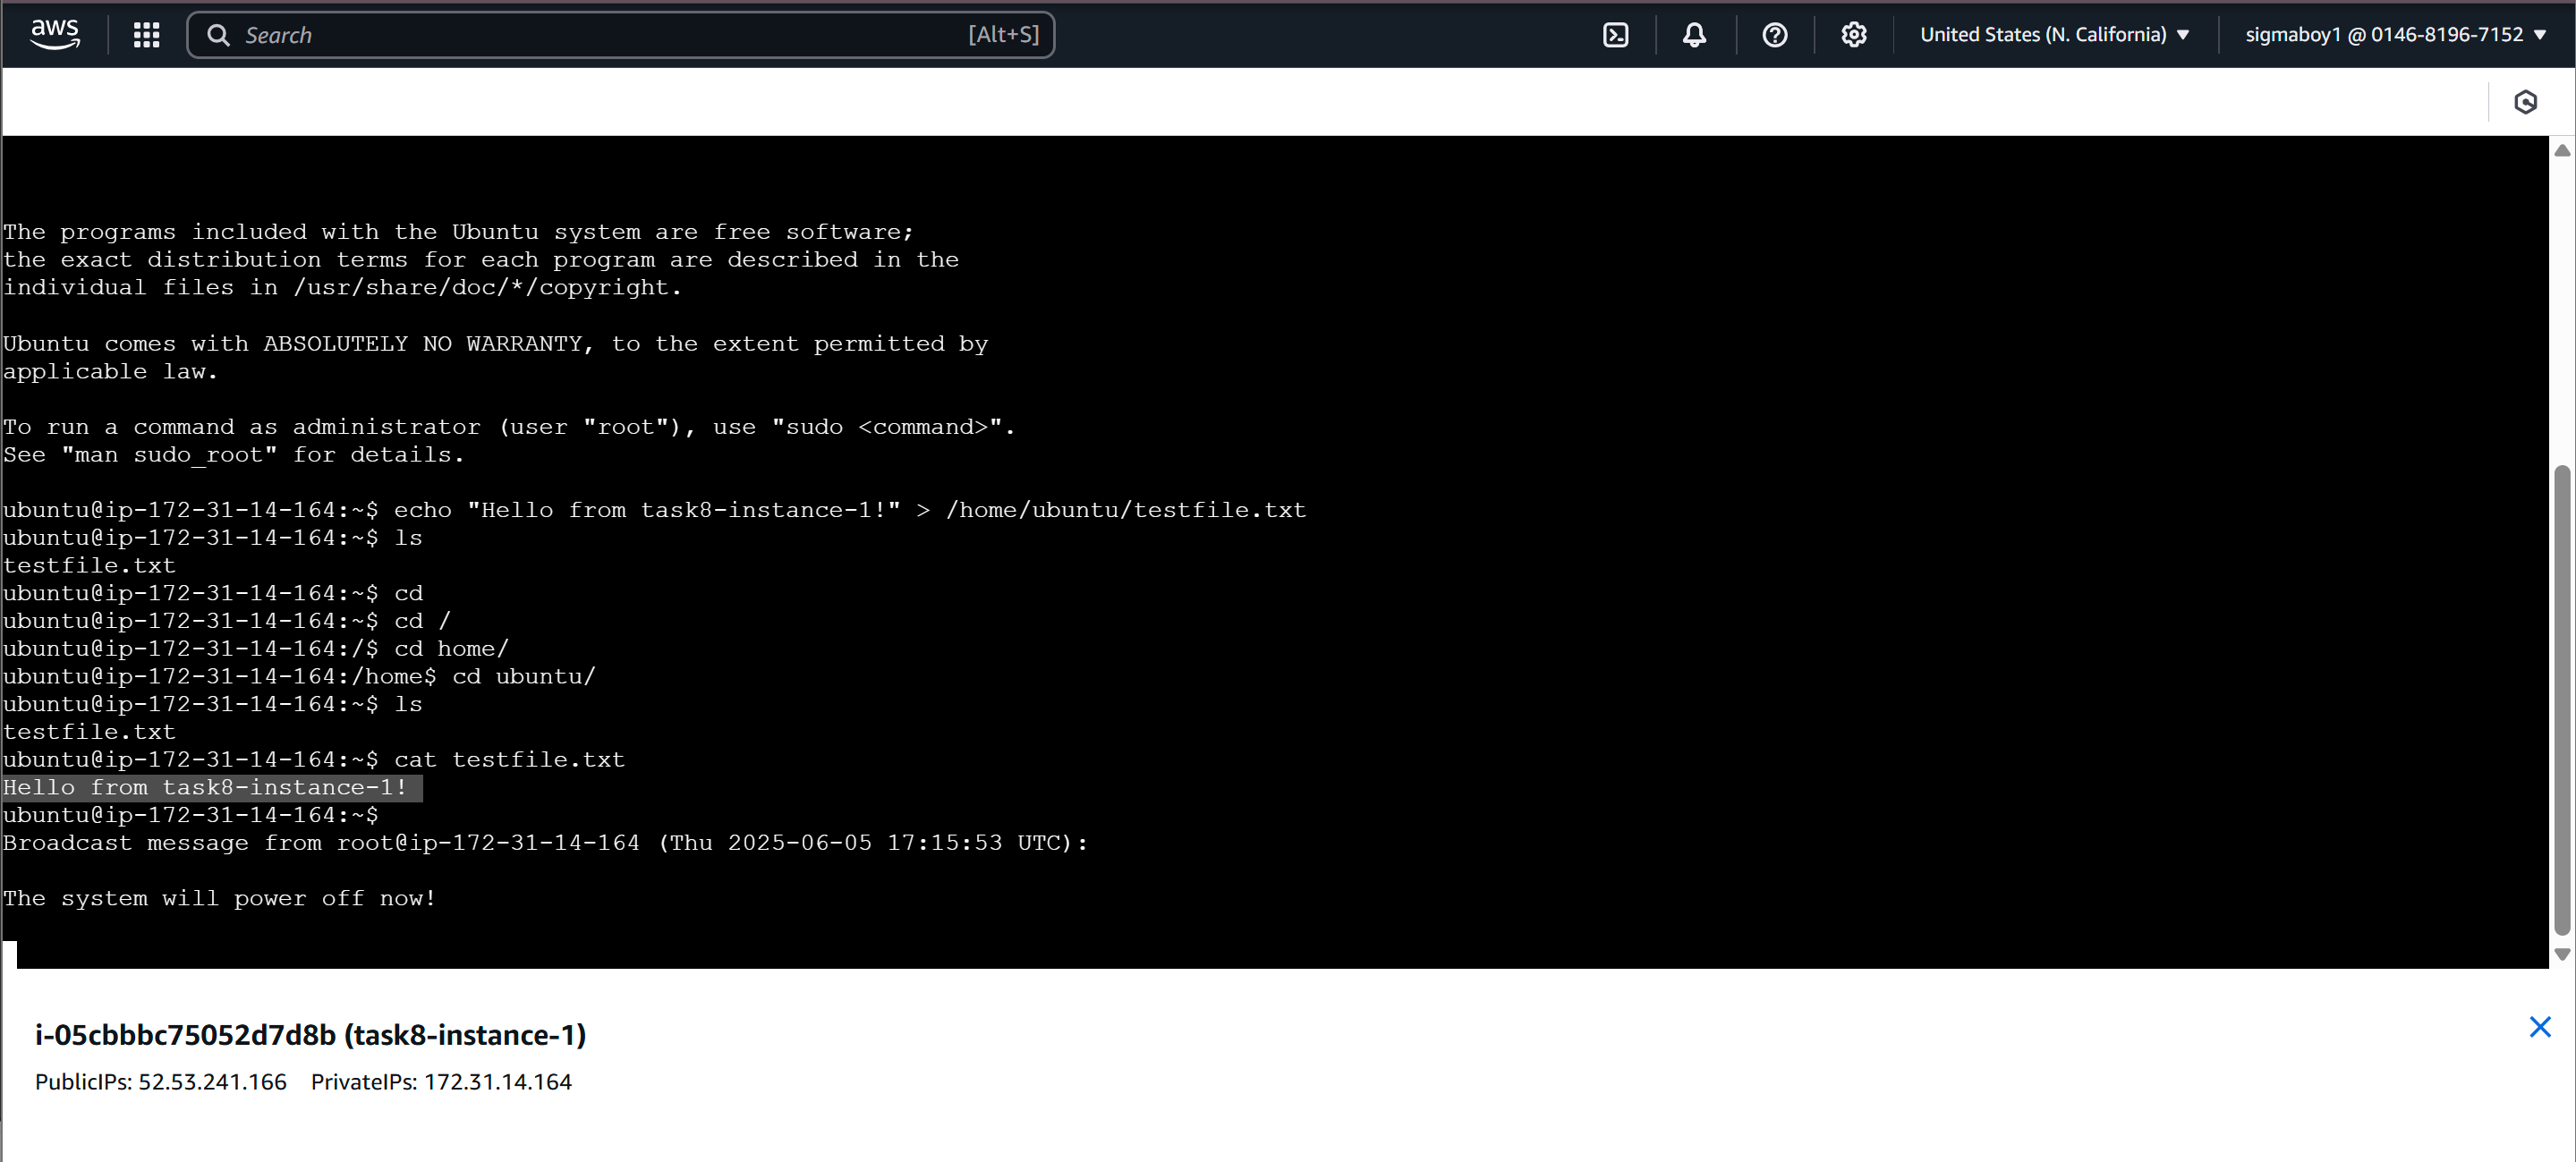 aws
Search [Alt+S]
United States (N. California)
sigmaboy1 @ 0146-8196-7152
The programs included with the Ubuntu system are free software;
the exact distribution terms for each program are described in the
individual files in /usr/share/doc/*/copyright.
Ubuntu comes with ABSOLUTELY NO WARRANTY, to the extent permitted by
applicable law.
To run a command as administrator (user "root"), use "sudo <command>".
See "man sudo_root" for details.
ubuntu@ip-172-31-14-164:~$ echo "Hello from task8-instance-1!" > /home/ubuntu/testfile.txt
ubuntu@ip-172-31-14-164:~$ ls
testfile.txt
ubuntu@ip-172-31-14-164:~$ cd
ubuntu@ip-172-31-14-164:~$ cd /
ubuntu@ip-172-31-14-164:/$ cd home/
ubuntu@ip-172-31-14-164:/home$ cd ubuntu/
ubuntu@ip-172-31-14-164:~$ ls
testfile.txt
ubuntu@ip-172-31-14-164:~$ cat testfile.txt
Hello from task8-instance-1!
ubuntu@ip-172-31-14-164:~$
Broadcast message from root@ip-172-31-14-164 (Thu 2025-06-05 17:15:53 UTC):
The system will power off now!
i-05cbbbc75052d7d8b (task8-instance-1)
PublicIPs: 52.53.241.166 PrivateIPs: 172.31.14.164